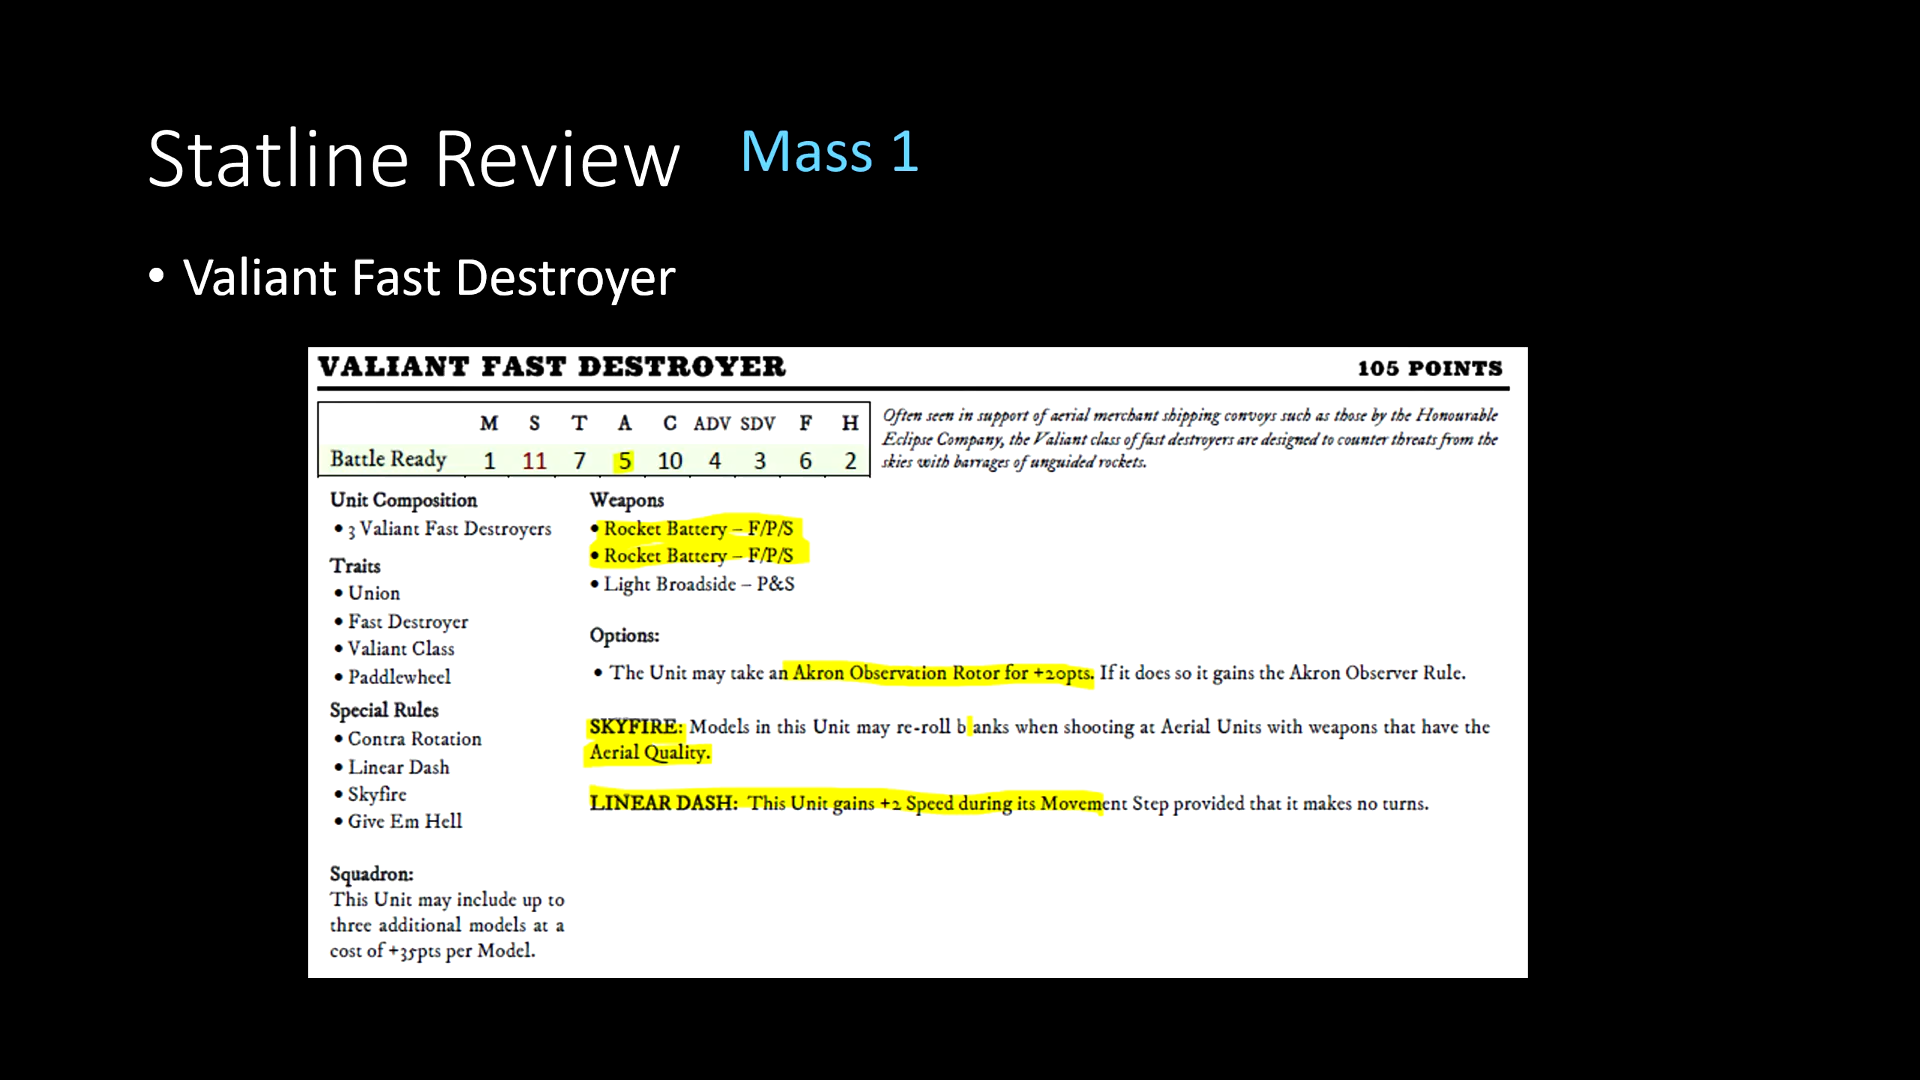 Statline Review Mass 1
• Valiant Fast Destroyer
VALIANT FAST DESTROYER 105 POINTS
M S T A C ADV SDV F H
Battle Ready 1 11 7 5 10 4 3 6 2
Often seen in support of aerial merchant shipping convoys such as those by the Honourable
Eclipse Company, the Valiant class of fast destroyers are designed to counter threats from the
skies with barrages of unguided rockets.
Unit Composition
• 3 Valiant Fast Destroyers
Traits
• Union
• Fast Destroyer
• Valiant Class
• Paddlewheel
Special Rules
• Contra Rotation
• Linear Dash
• Skyfire
• Give Em Hell
Squadron:
This Unit may include up to
three additional models at a
cost of +35pts per Model.
Weapons
• Rocket Battery – F/P/S
• Rocket Battery – F/P/S
• Light Broadside – P&S
Options:
• The Unit may take an Akron Observation Rotor for +20pts. If it does so it gains the Akron Observer Rule.
SKYFIRE: Models in this Unit may re-roll b anks when shooting at Aerial Units with weapons that have the
Aerial Quality.
LINEAR DASH: This Unit gains +2 Speed during its Movement Step provided that it makes no turns.